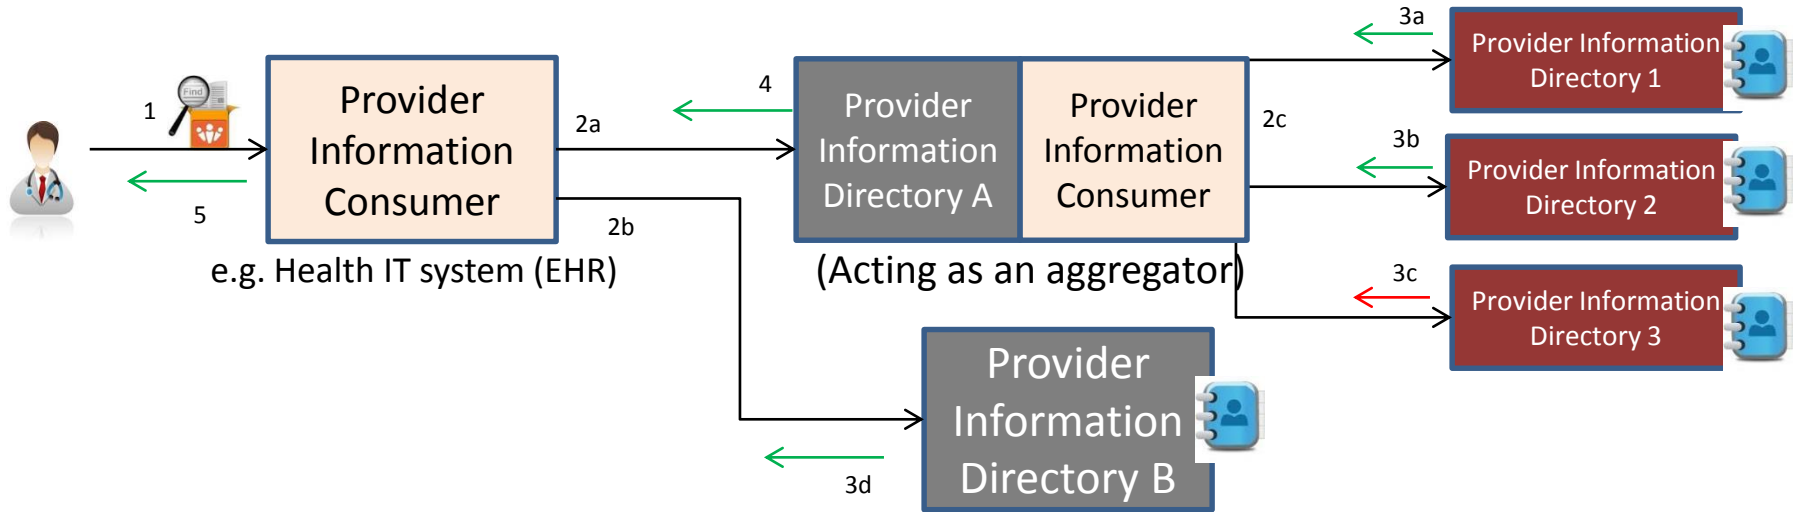 1
Find
5
Provider
Information
Consumer
e.g. Health IT system (EHR)
2a
2b
4
Provider
Information
Directory A
Provider
Information
Consumer
(Acting as an aggregator)
2c
3a
Provider Information
Directory 1
3b
Provider Information
Directory 2
3c
Provider Information
Directory 3
Provider
Information
Directory B
3d